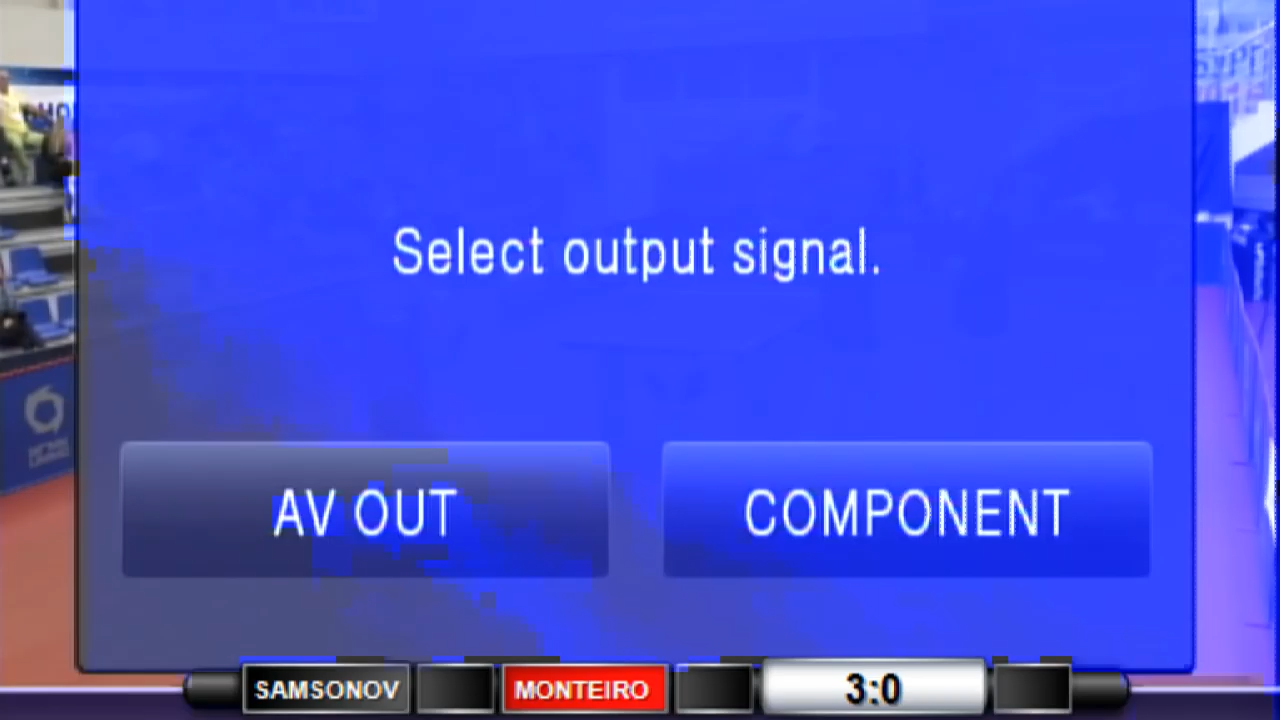 Select output signal.
AV OUT
COMPONENT
SAMSONOV
MONTEIRO
3:0